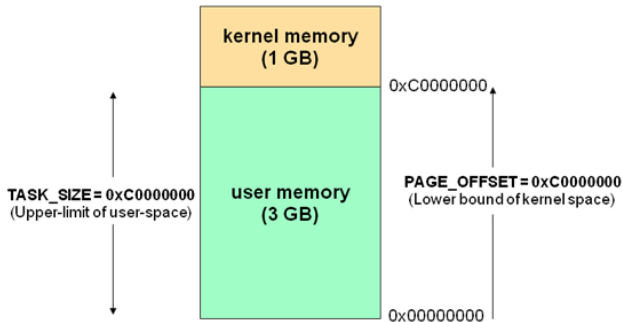 kernel memory
(1 GB)
0xC0000000
TASK_SIZE = 0xC0000000
(Upper-limit of user-space)
user memory
(3 GB)
PAGE_OFFSET = 0xC0000000
(Lower bound of kernel space)
0x00000000